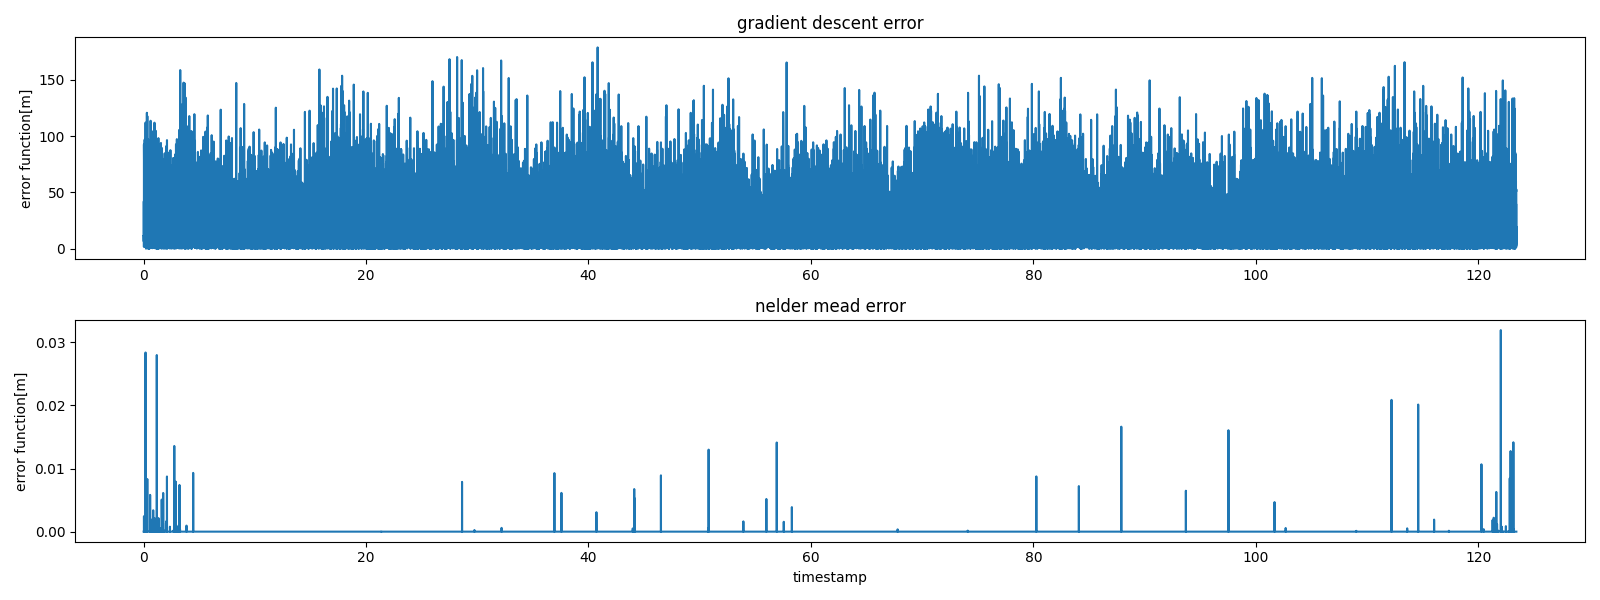 gradient descent error
error function[m]
150
100
50
0
0 20 40 60 80 100 120
nelder mead error
error function[m]
0.03
0.02
0.01
0.00
0 20 40 60 80 100 120
timestamp